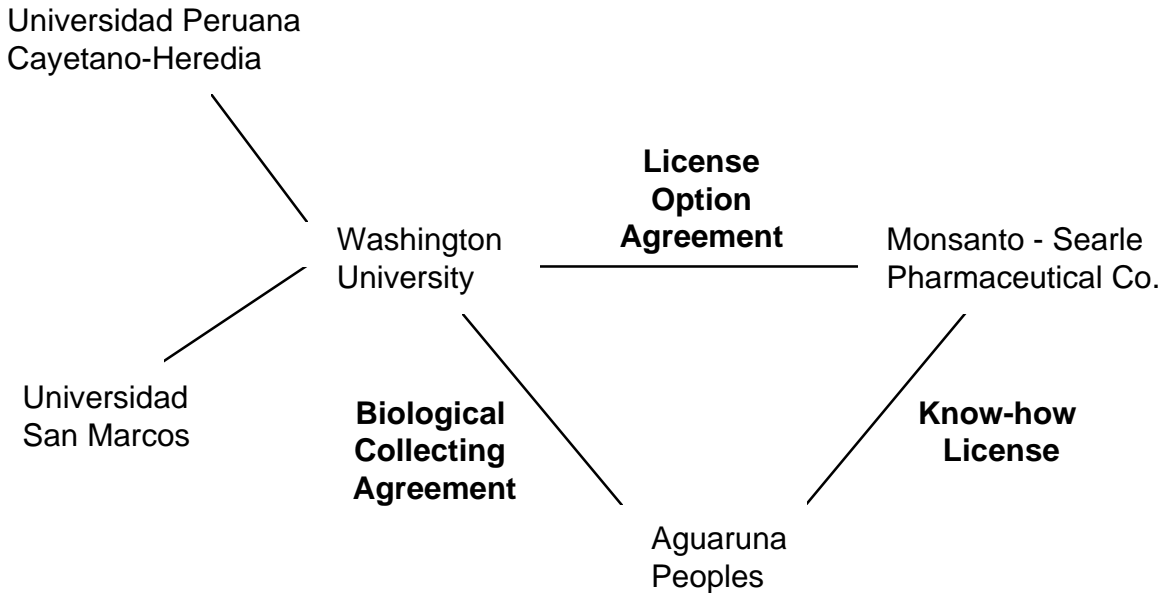 Universidad Peruana
Cayetano-Heredia
License
Option
Agreement
Washington
University
Monsanto - Searle
Pharmaceutical Co.
Universidad
San Marcos
Biological
Collecting
Agreement
Know-how
License
Aguaruna
Peoples